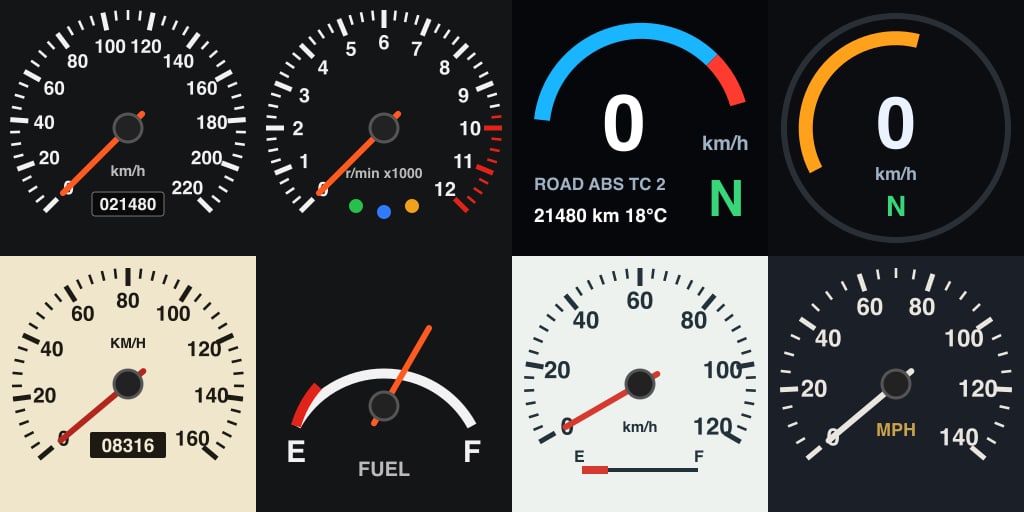 0 20 40 60 80 100 120 140 160 180 200 220
km/h
021480
0 1 2 3 4 5 6 7 8 9 10 11 12
r/min x1000
0
km/h
ROAD ABS TC 2
21480 km 18°C
N
0
km/h
N
0 20 40 60 80 100 120 140 160
KM/H
08316
E F
FUEL
0 20 40 60 80 100 120
km/h
E F
0 20 40 60 80 100 120 140
MPH